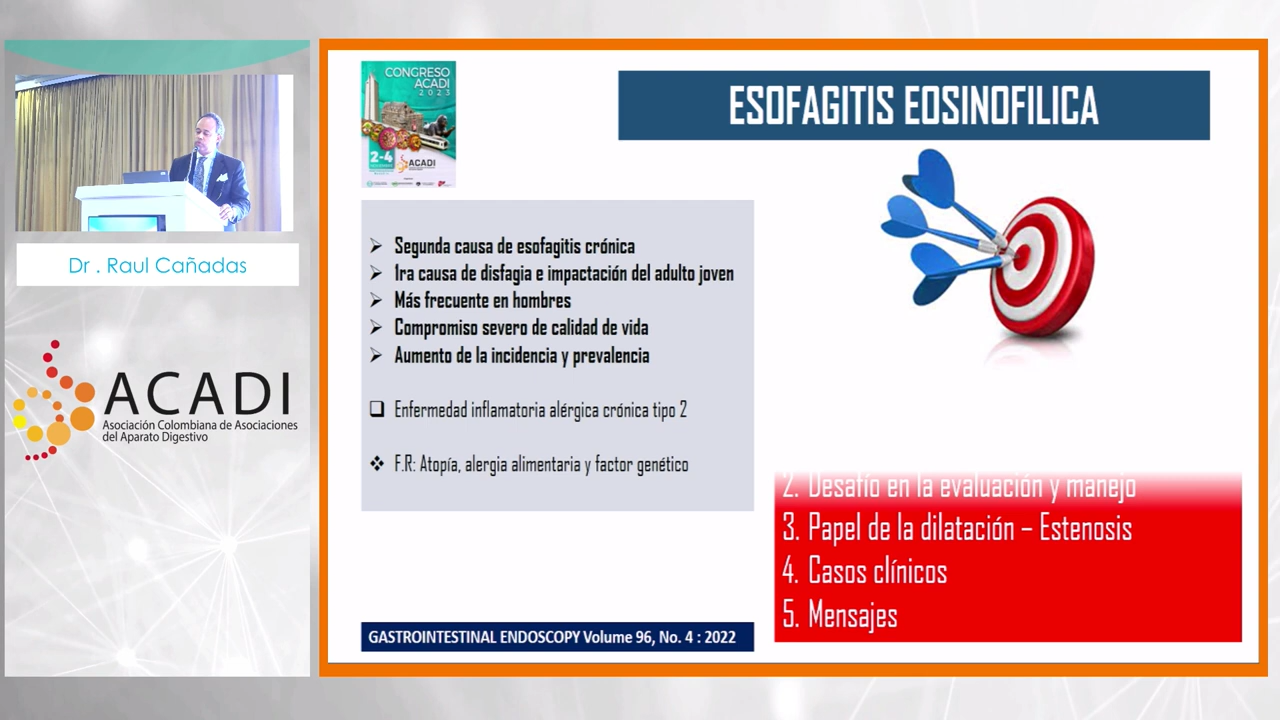 CONGRESO
ACADI
2023
2-4
ACADI
ESOFAGITIS EOSINOFILICA
Dr . Raul Cañadas
ACADI
Asociación Colombiana de Asociaciones
del Aparato Digestivo
➢ Segunda causa de esofagitis crónica
➢ 1ra causa de disfagia e impactación del adulto joven
➢ Más frecuente en hombres
➢ Compromiso severo de calidad de vida
➢ Aumento de la incidencia y prevalencia
❑ Enfermedad inflamatoria alérgica crónica tipo 2
❖ F.R: Atopía, alergia alimentaria y factor genético
2. Desafío en la evaluación y manejo
3. Papel de la dilatación – Estenosis
4. Casos clínicos
5. Mensajes
GASTROINTESTINAL ENDOSCOPY Volume 96, No. 4 : 2022